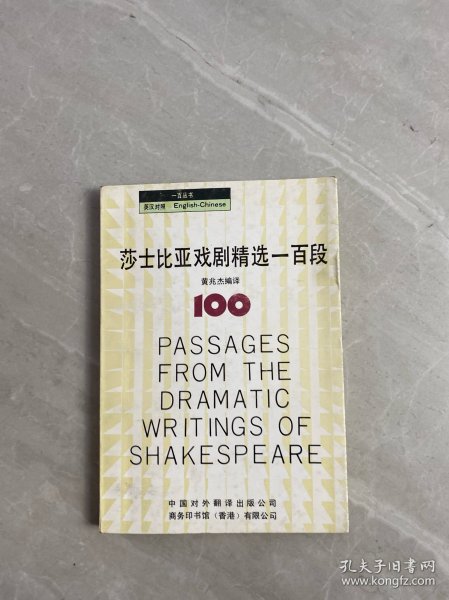 一百丛书
英汉对照 English-Chinese
莎士比亚戏剧精选一百段
黄兆杰编译
100
PASSAGES
FROM THE
DRAMATIC
WRITINGS OF
SHAKESPEARE
中国对外翻译出版公司
商务印书馆（香港）有限公司
孔夫子旧书网
www.kongfz.com